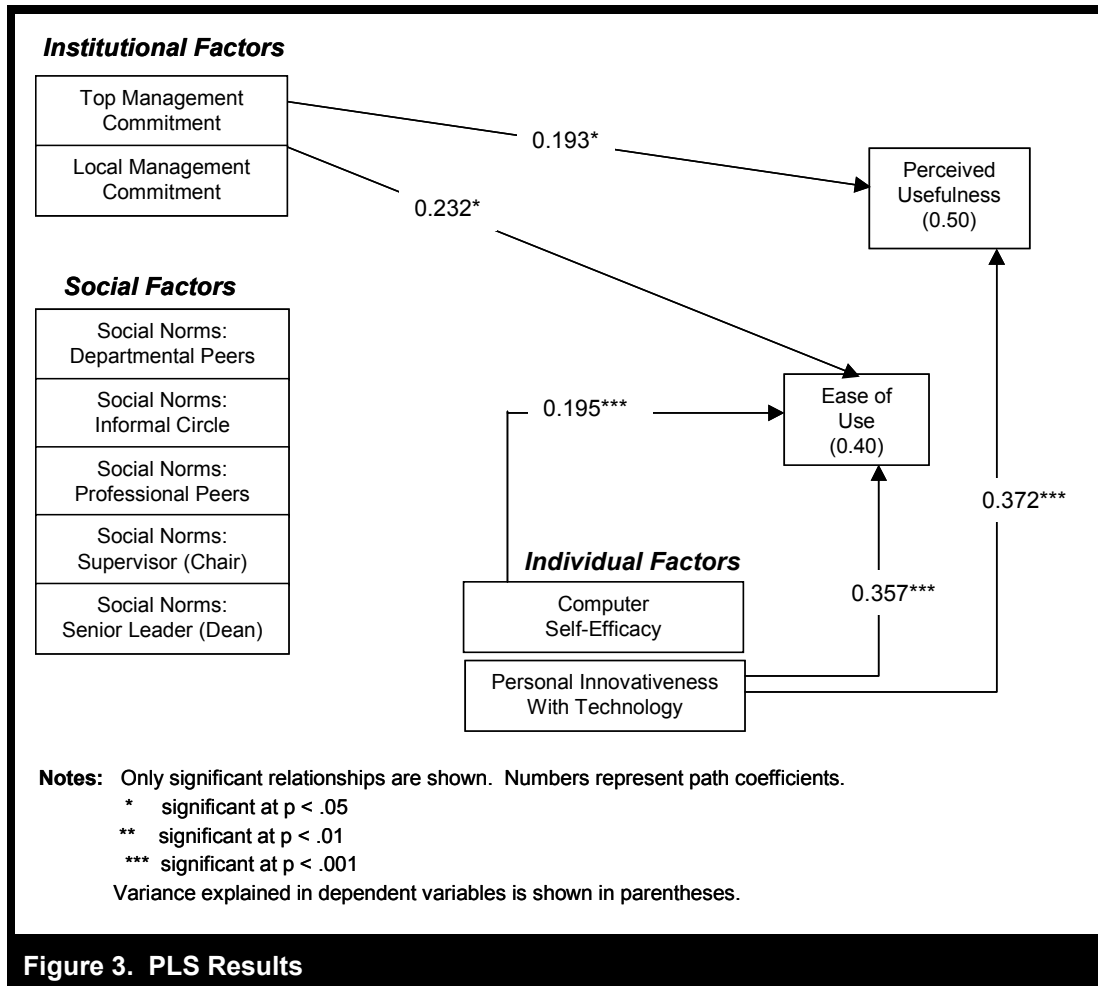 Institutional Factors
Top Management
Commitment
Local Management
Commitment
0.193*
0.232*
Perceived
Usefulness
(0.50)
Social Factors
Social Norms:
Departmental Peers
Social Norms:
Informal Circle
Social Norms:
Professional Peers
Social Norms:
Supervisor (Chair)
Social Norms:
Senior Leader (Dean)
0.195***
Ease of
Use
(0.40)
0.372***
Individual Factors
0.357***
Computer
Self-Efficacy
Personal Innovativeness
With Technology
Notes: Only significant relationships are shown. Numbers represent path coefficients.
* significant at p < .05
** significant at p < .01
*** significant at p < .001
Variance explained in dependent variables is shown in parentheses.
Figure 3. PLS Results